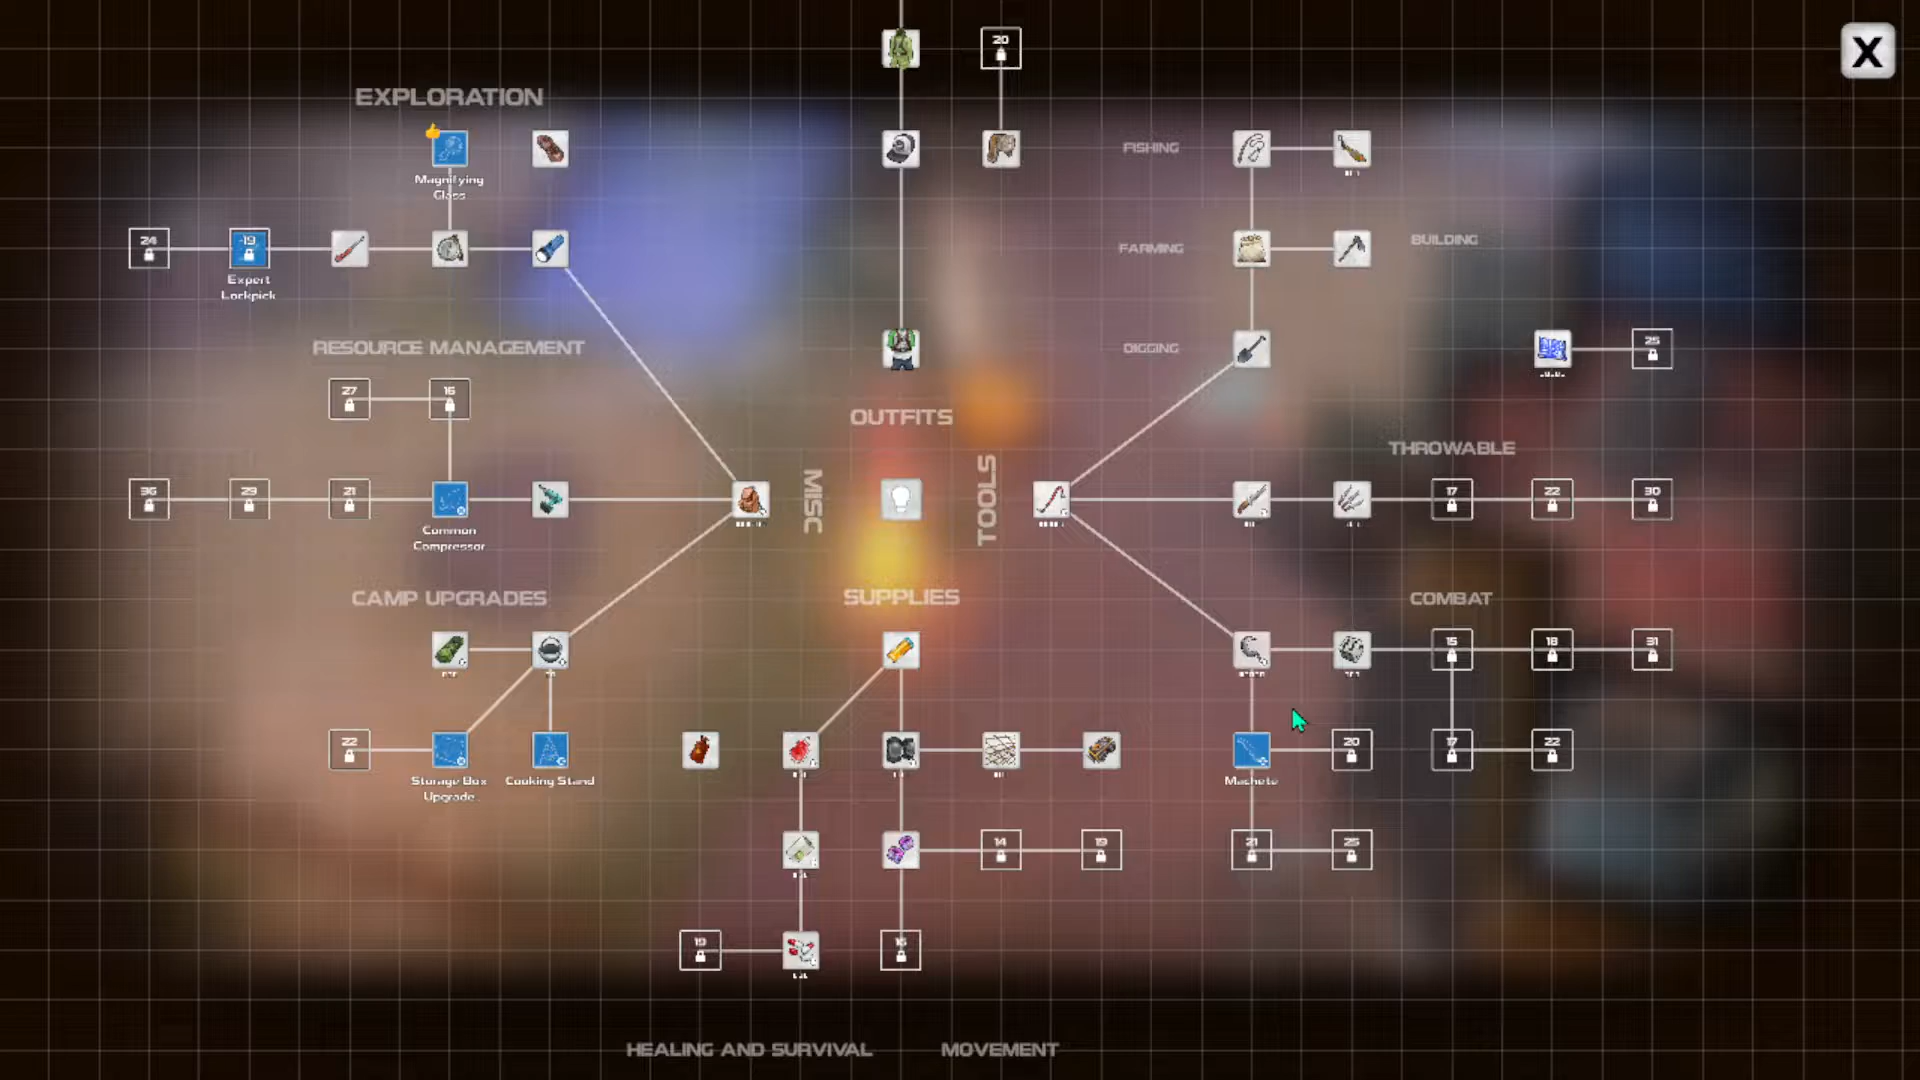 20
X
EXPLORATION
Magnifying
Glass
FISHING
24
19
Expert
Lockpick
FARMING
BUILDING
RESOURCE MANAGEMENT
DIGGING
25
27
16
OUTFITS
THROWABLE
36
29
21
Common
Compressor
MISC
TOOLS
17
22
30
CAMP UPGRADES
SUPPLIES
COMBAT
15
18
31
22
Storage Box
Upgrade
Cooking Stand
Machete
20
17
22
14
19
21
25
19
16
HEALING AND SURVIVAL
MOVEMENT